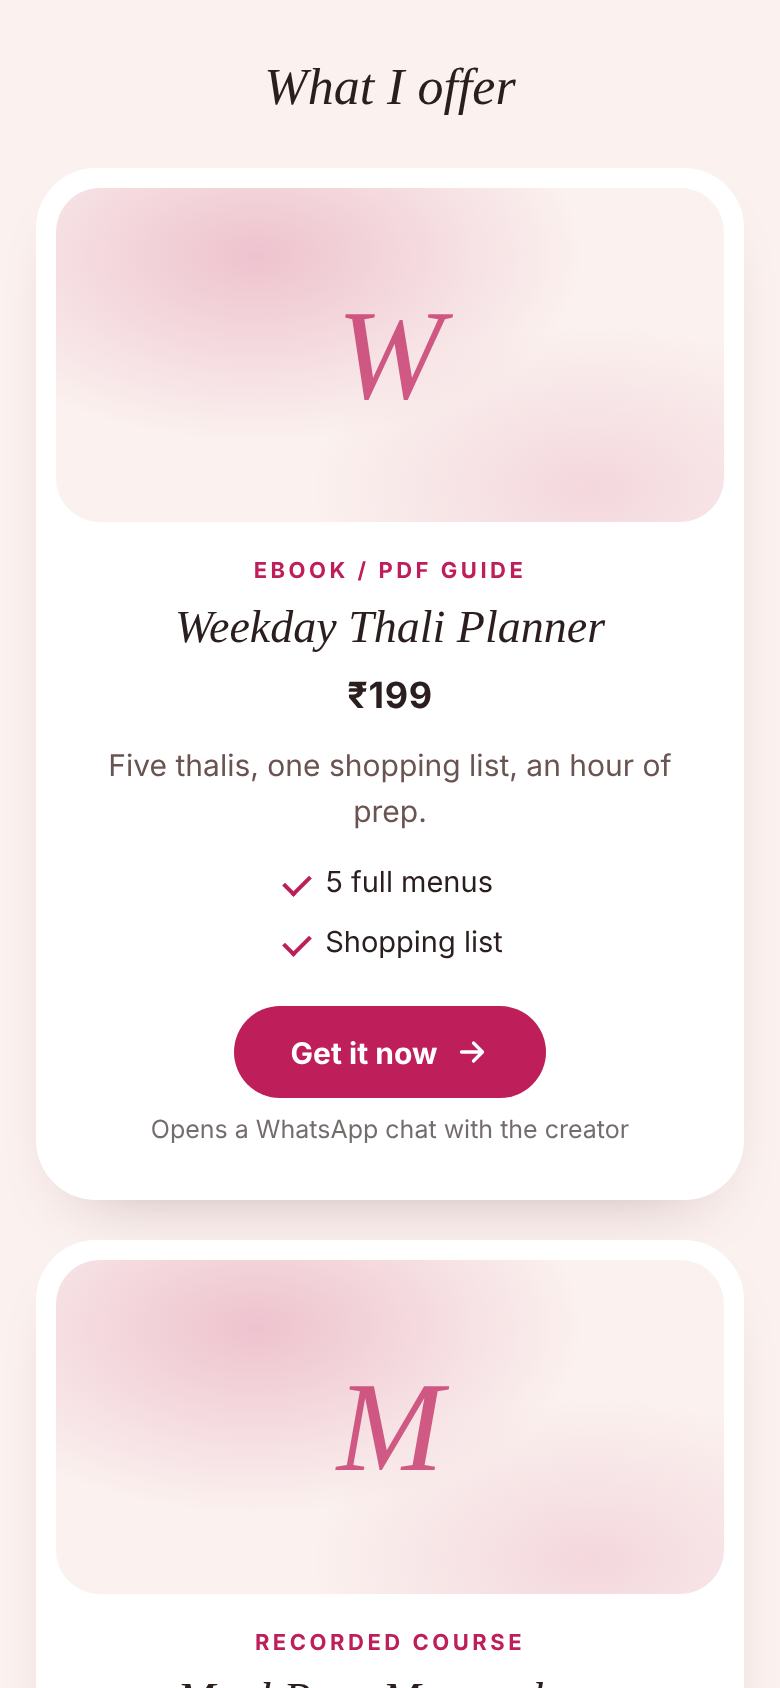 What I offer
W
EBOOK / PDF GUIDE
Weekday Thali Planner
₹199
Five thalis, one shopping list, an hour of
prep.
5 full menus
Shopping list
Get it now →
Opens a WhatsApp chat with the creator
M
RECORDED COURSE